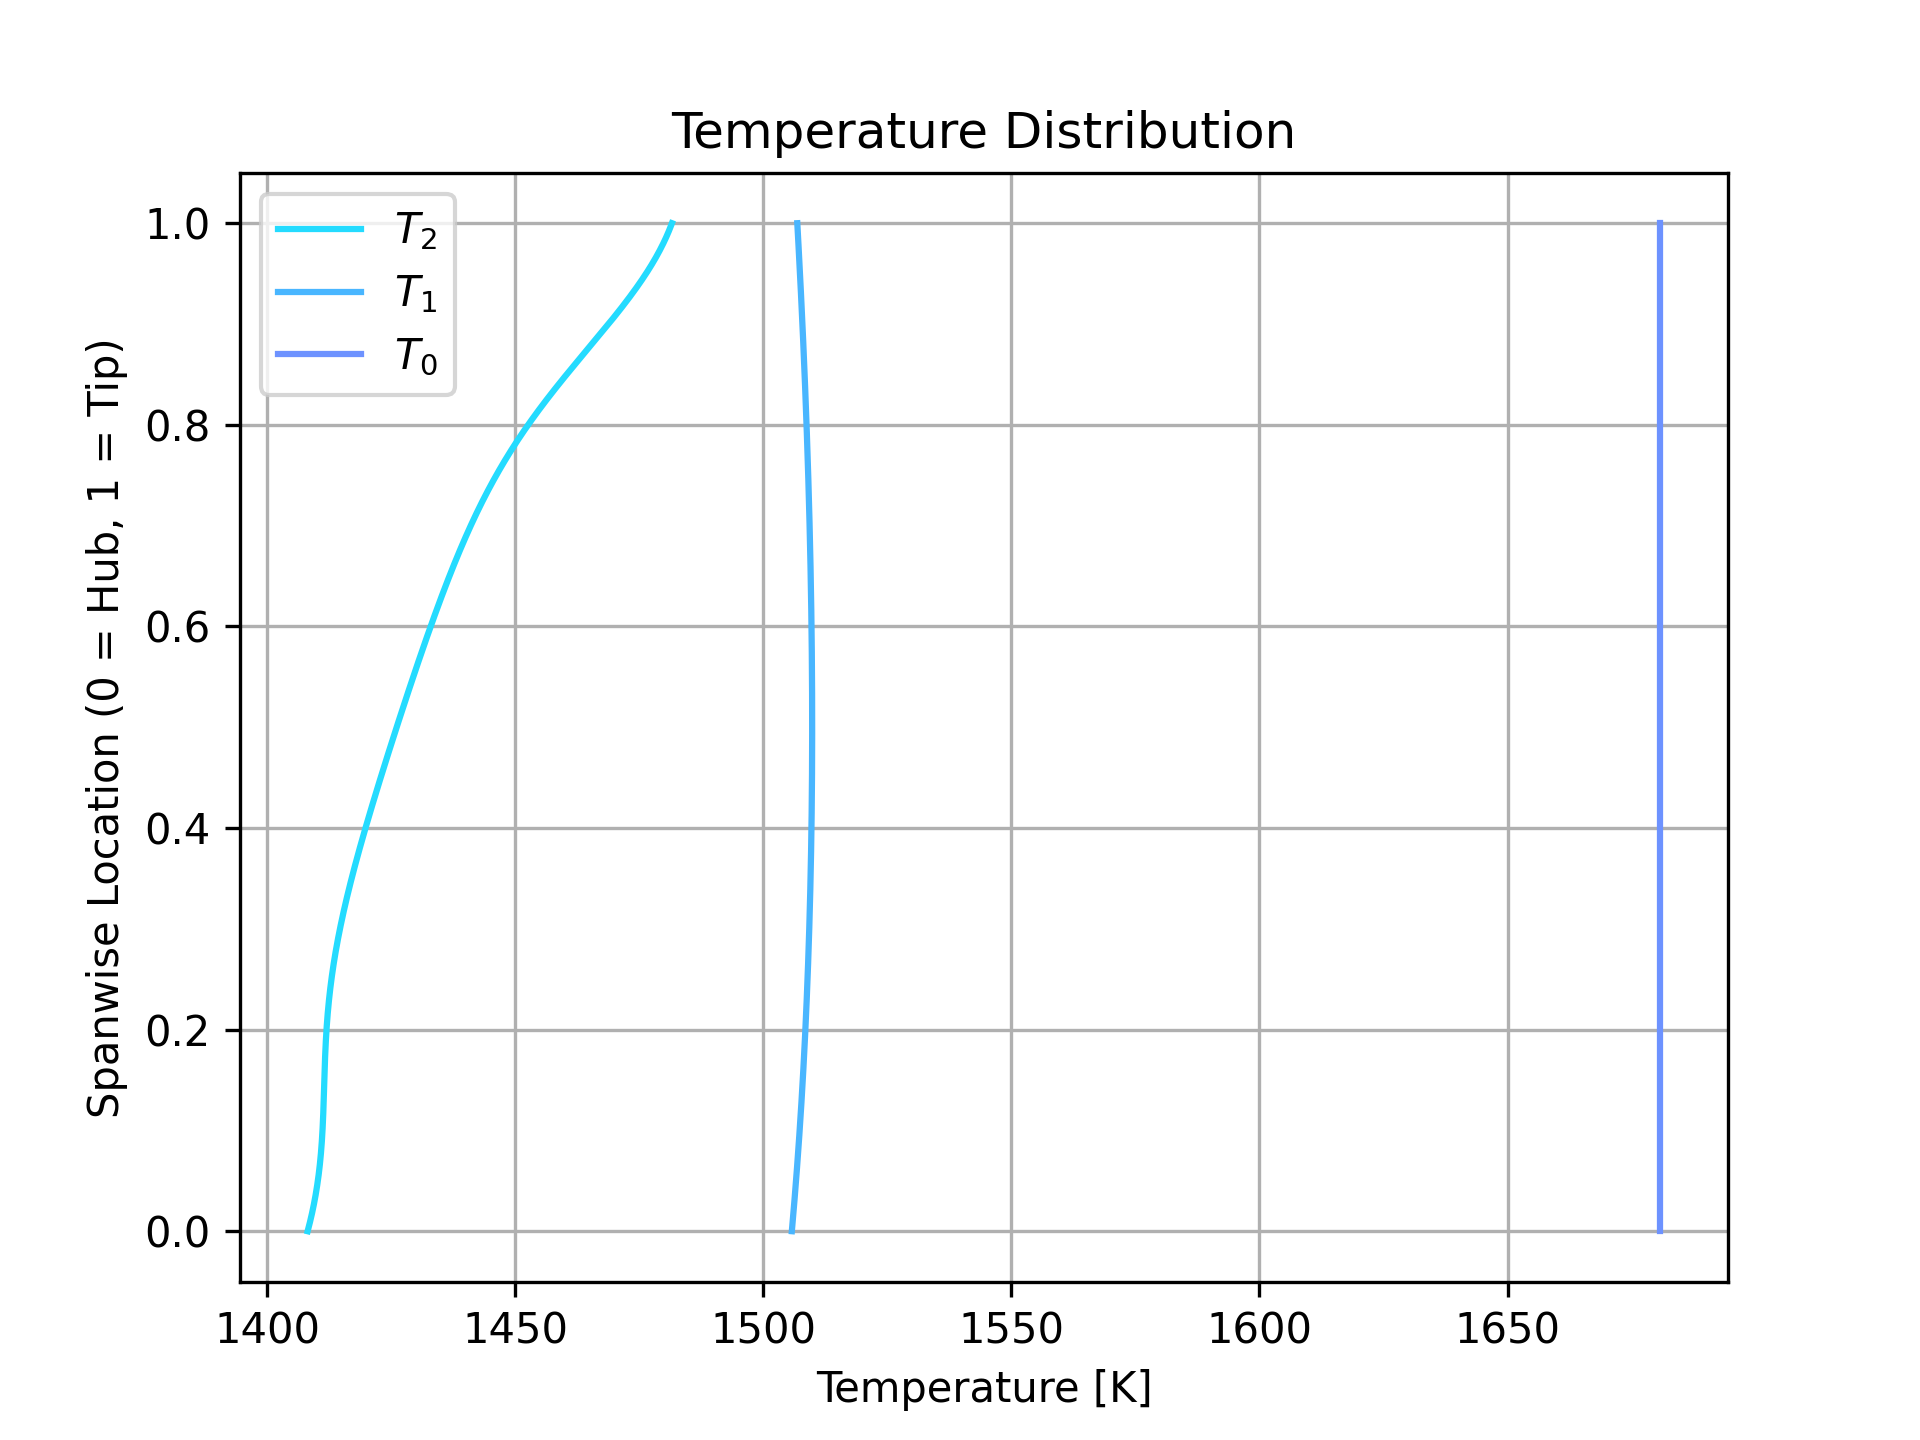 Temperature Distribution
T2
T1
T0
Spanwise Location (0 = Hub, 1 = Tip)
1.0
0.8
0.6
0.4
0.2
0.0
1400 1450 1500 1550 1600 1650
Temperature [K]